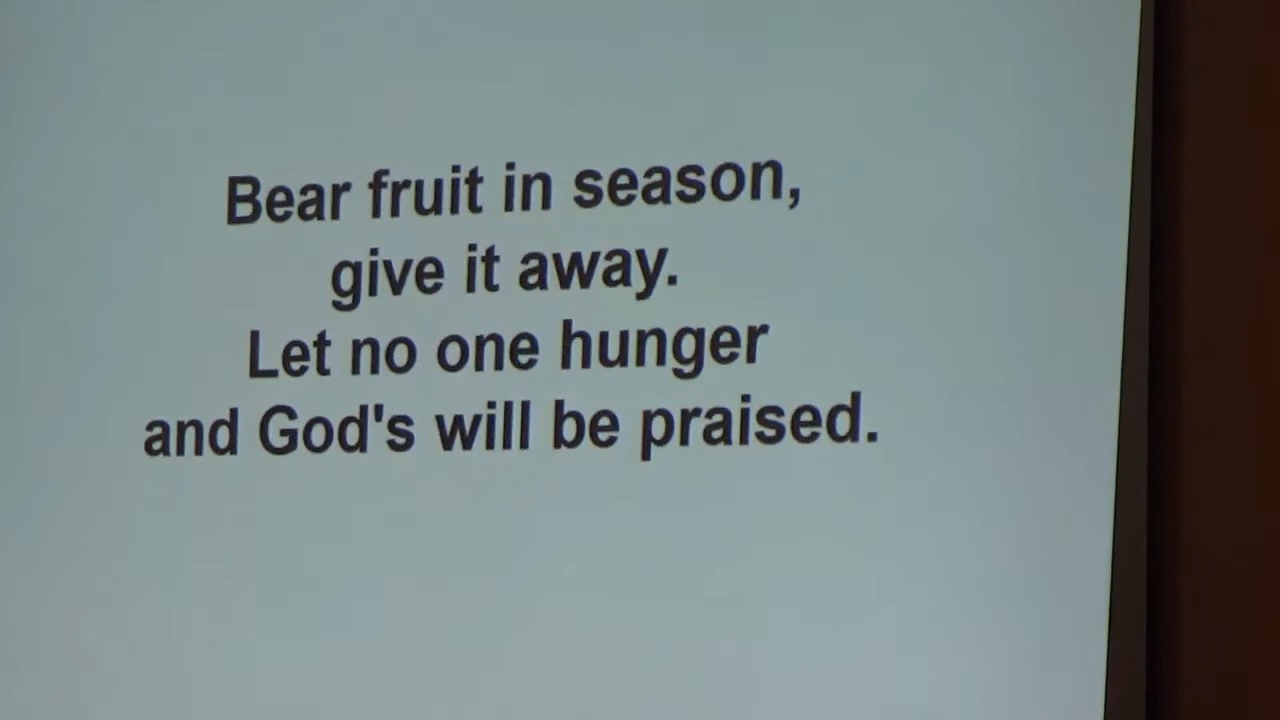 Bear fruit in season,
give it away.
Let no one hunger
and God's will be praised.